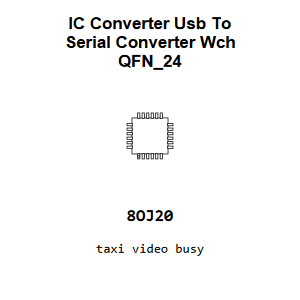 IC Converter Usb To
Serial Converter Wch
QFN_24
8OJ20
taxi video busy